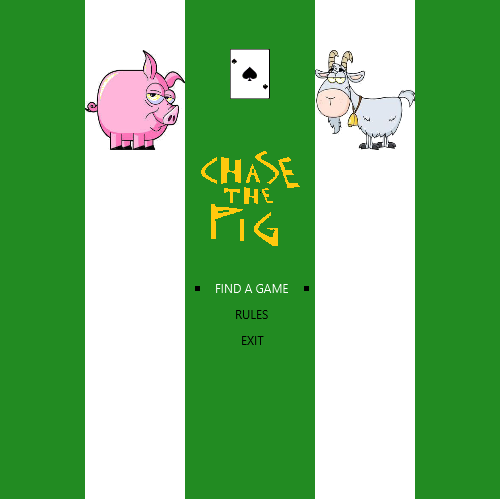 CHASE
THE
PIG
FIND A GAME
RULES
EXIT